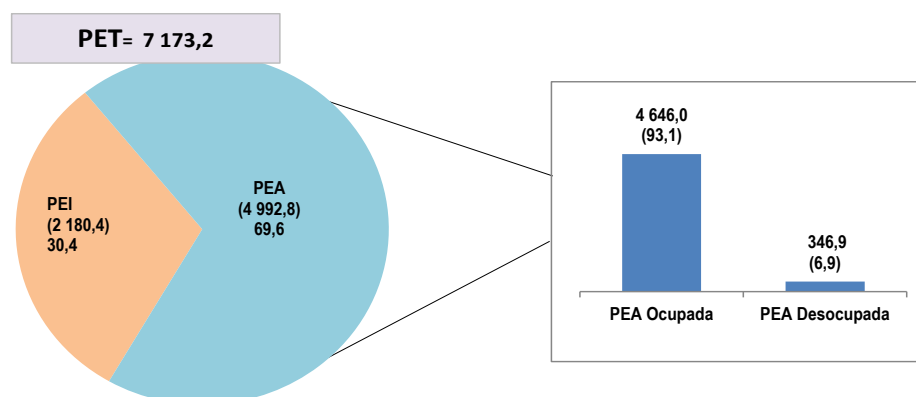 PET= 7 173,2
PEI
(2 180,4)
30,4
PEA
(4 992,8)
69,6
4 646,0
(93,1)
346,9
(6,9)
PEA Ocupada
PEA Desocupada